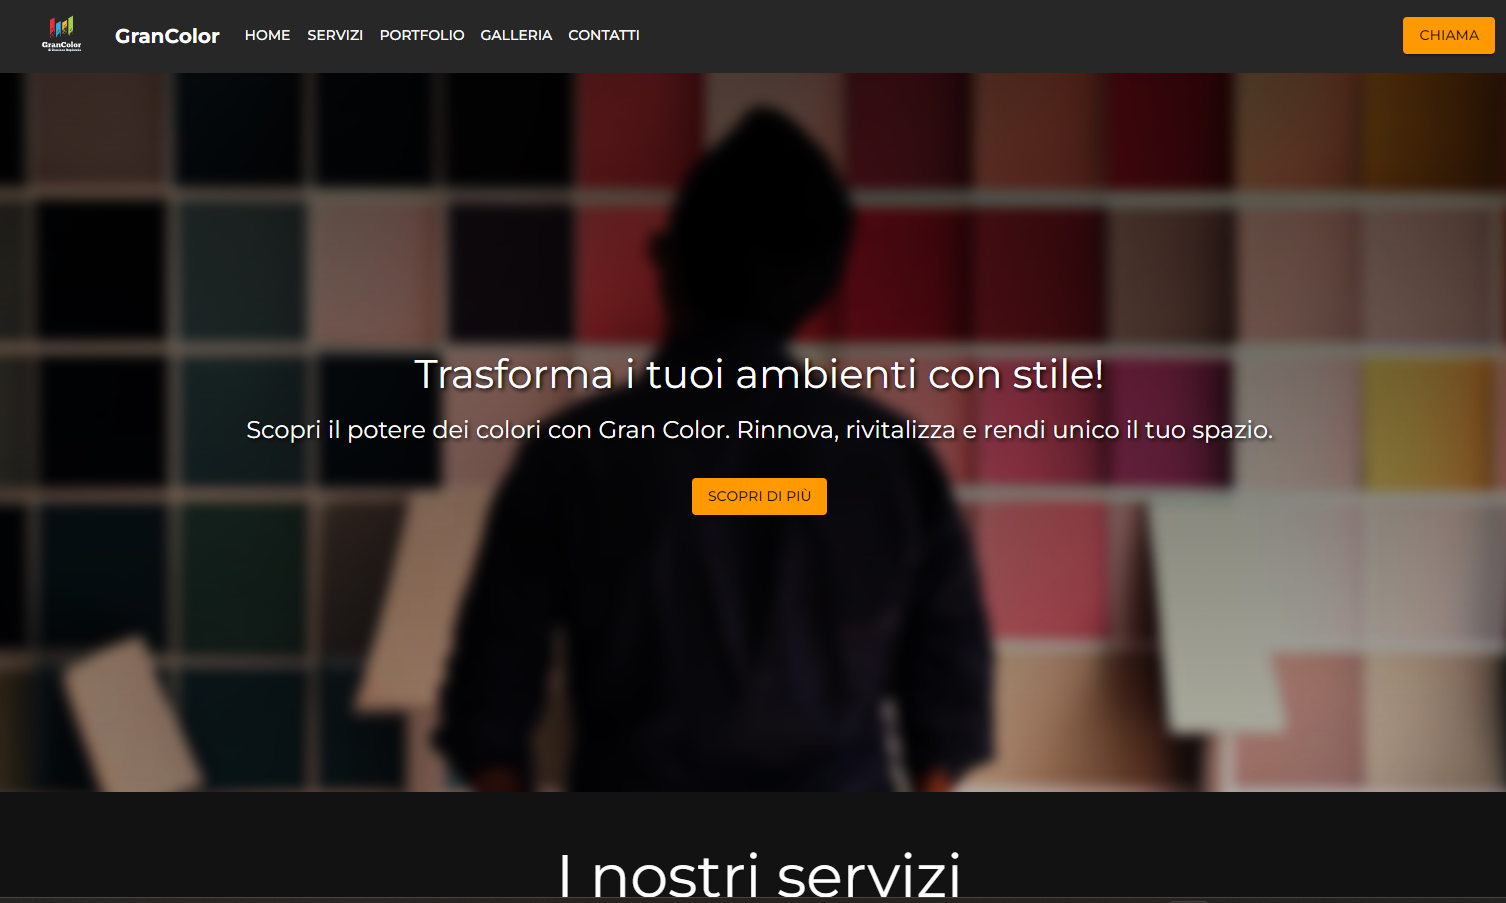 GranColor
GranColor HOME SERVIZI PORTFOLIO GALLERIA CONTATTI CHIAMA
Trasforma i tuoi ambienti con stile!
Scopri il potere dei colori con Gran Color. Rinnova, rivitalizza e rendi unico il tuo spazio.
SCOPRI DI PIÙ
I nostri servizi